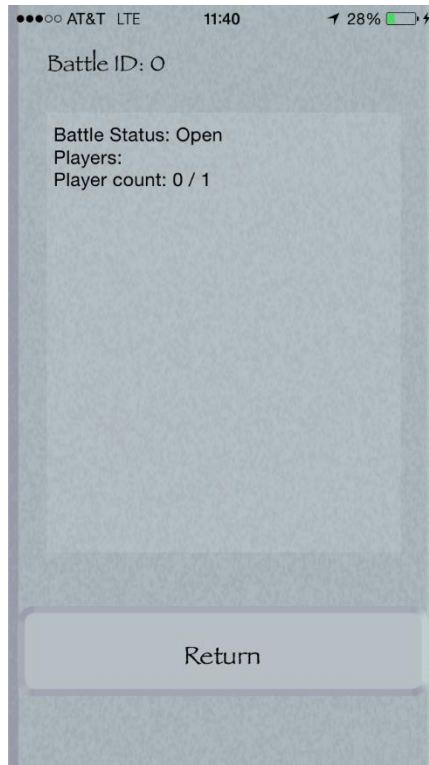 AT&T LTE 11:40 28%
Battle ID: 0
Battle Status: Open
Players:
Player count: 0 / 1
Return